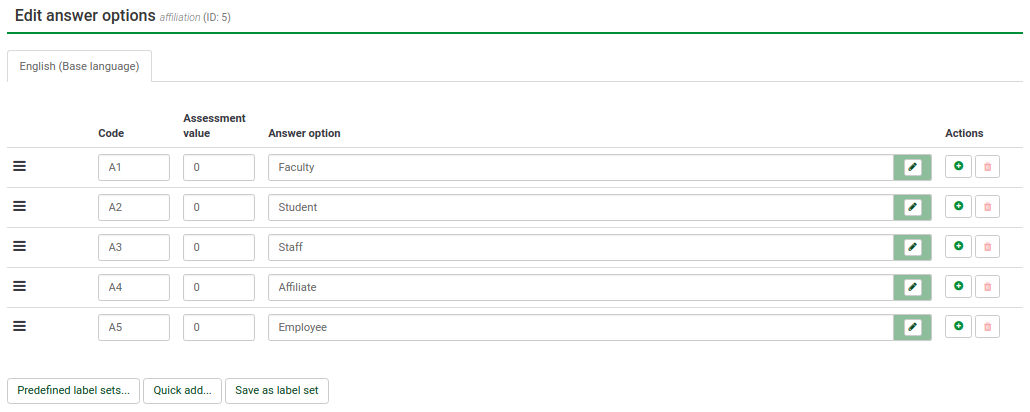 Edit answer options affiliation (ID: 5)
English (Base language)
Code Assessment value Answer option Actions
A1 0 Faculty
A2 0 Student
A3 0 Staff
A4 0 Affiliate
A5 0 Employee
Predefined label sets... Quick add... Save as label set